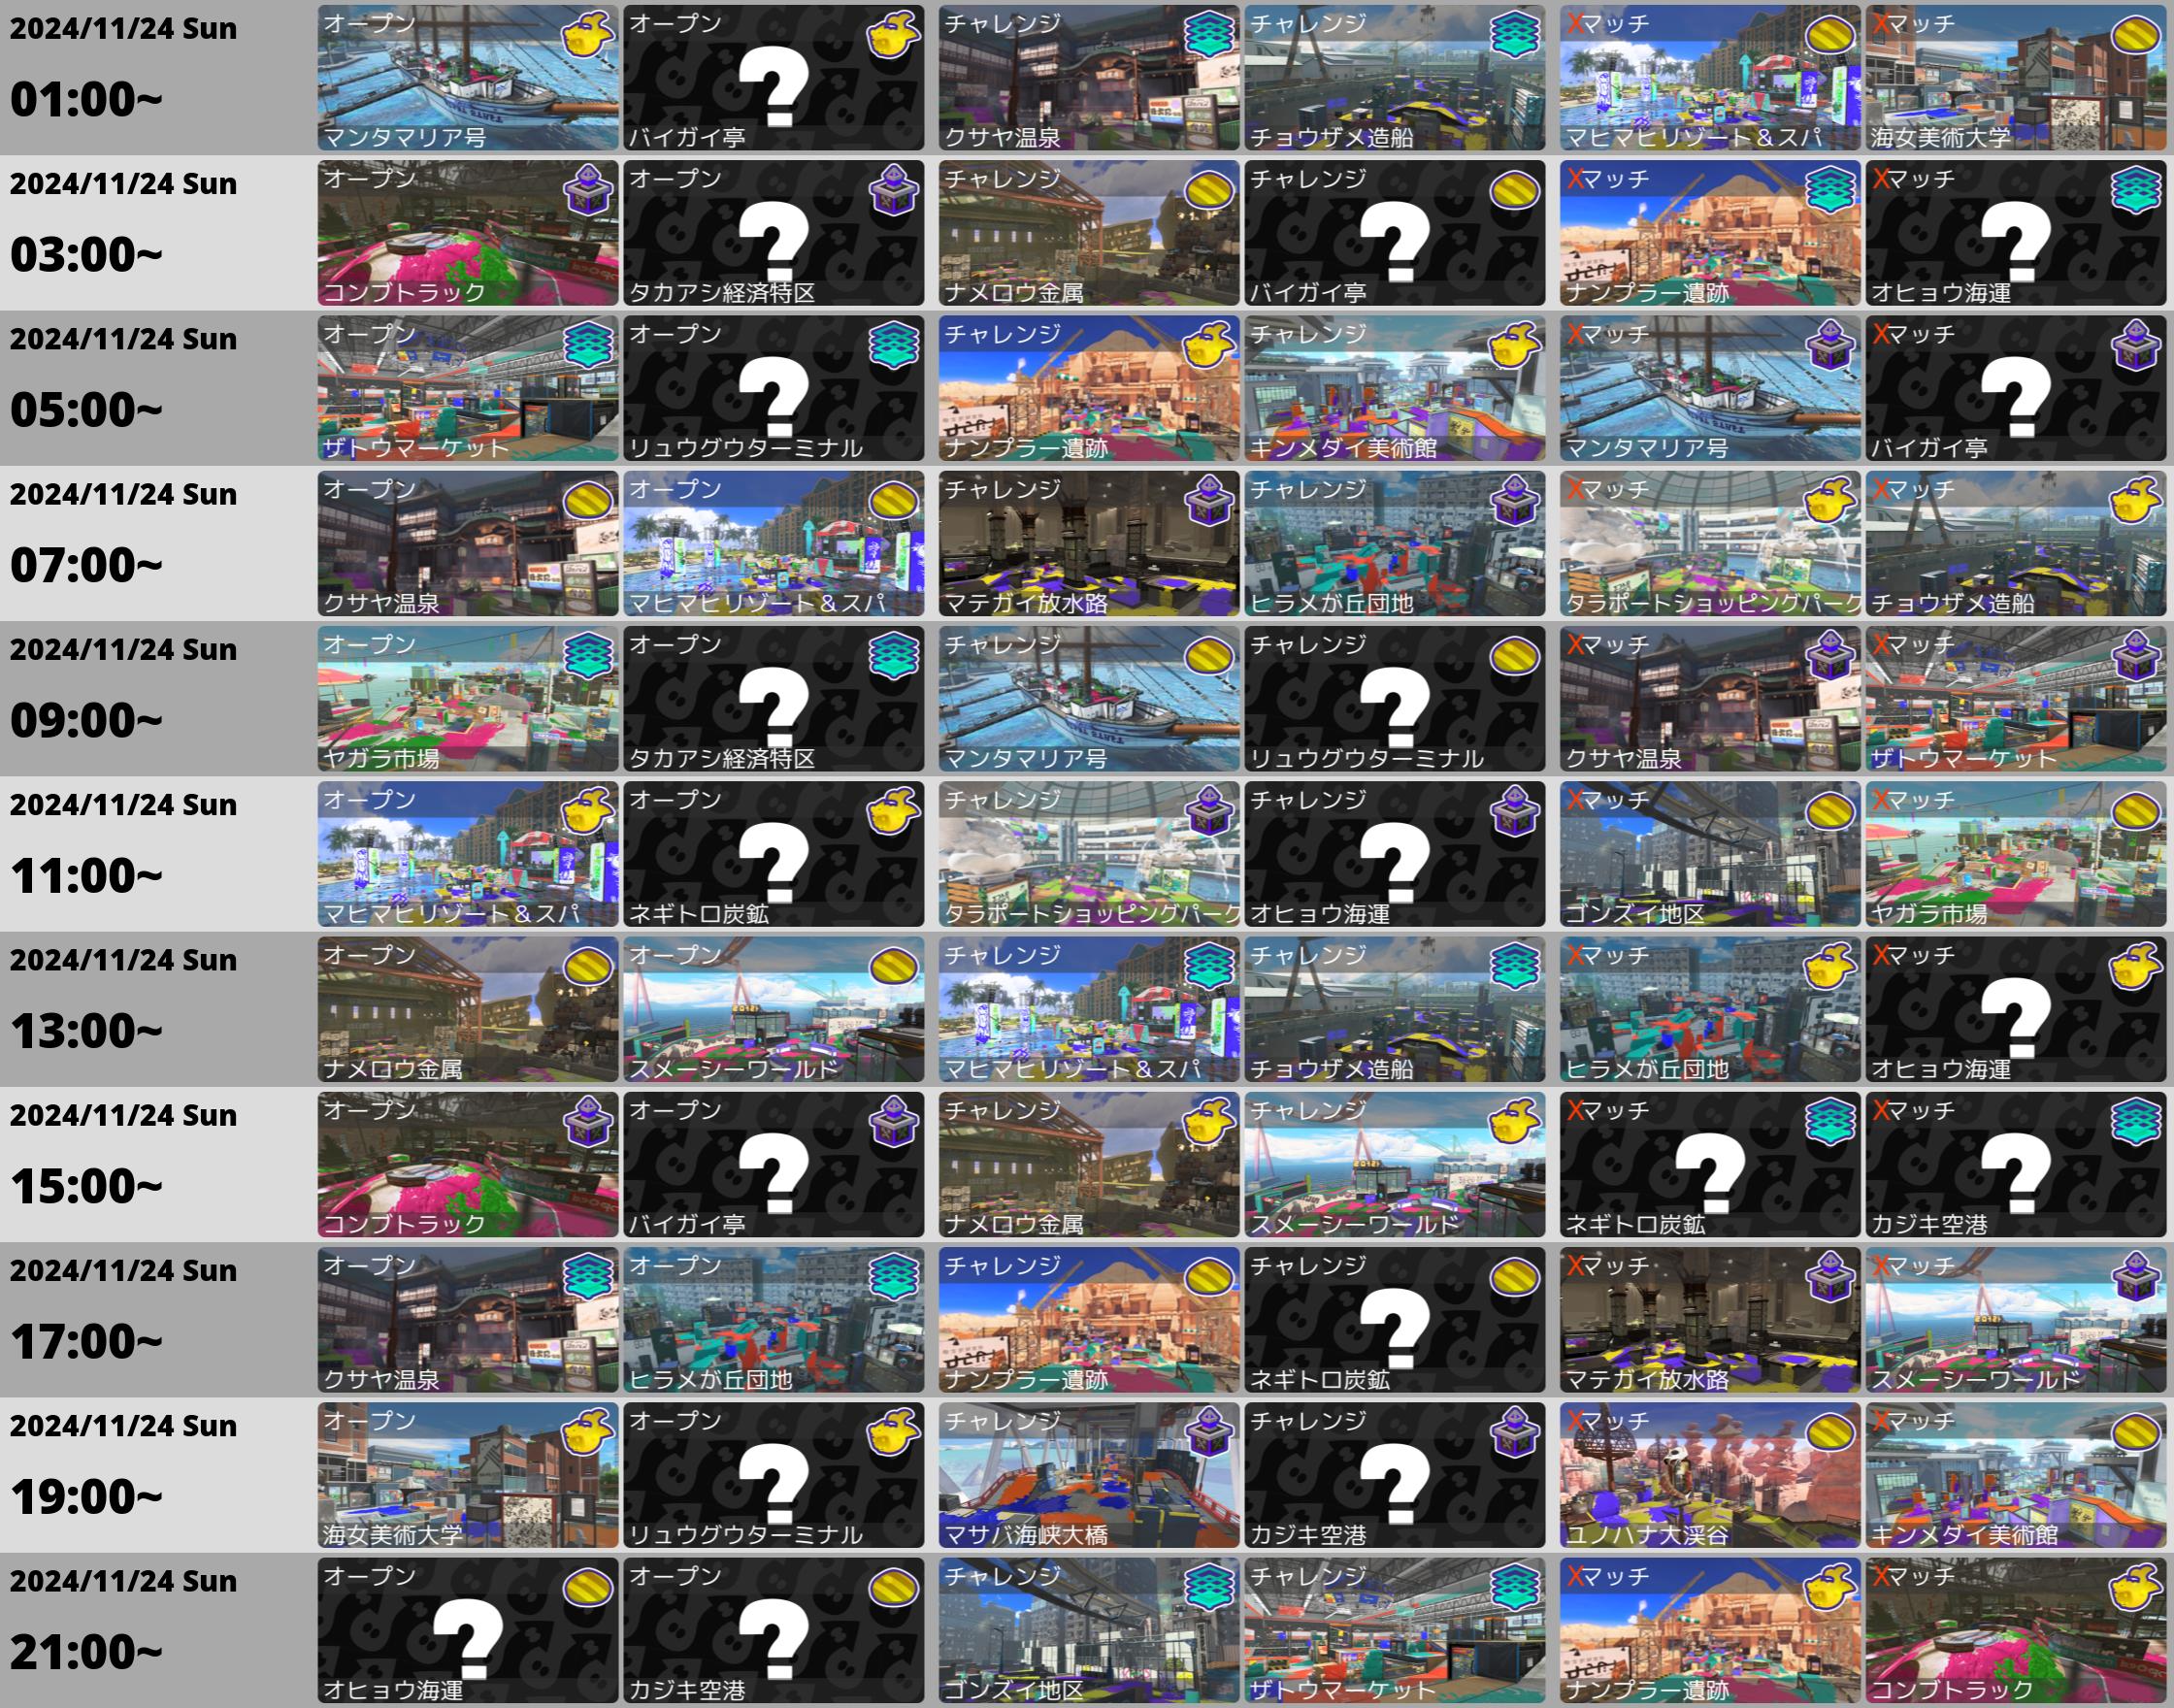 2024/11/24 Sun
01:00~
オープン
マンタマリア号
オープン
バイガイ亭
チャレンジ
クサヤ温泉
チャレンジ
チョウザメ造船
Xマッチ
マヒマヒリゾート＆スパ
Xマッチ
海女美術大学
2024/11/24 Sun
03:00~
オープン
コンブトラック
オープン
タカアシ経済特区
チャレンジ
ナメロウ金属
チャレンジ
バイガイ亭
Xマッチ
ナンプラー遺跡
Xマッチ
オヒョウ海運
2024/11/24 Sun
05:00~
オープン
ザトウマーケット
オープン
リュウグウターミナル
チャレンジ
ナンプラー遺跡
チャレンジ
キンメダイ美術館
Xマッチ
マンタマリア号
Xマッチ
バイガイ亭
2024/11/24 Sun
07:00~
オープン
クサヤ温泉
オープン
マヒマヒリゾート＆スパ
チャレンジ
マテガイ放水路
チャレンジ
ヒラメが丘団地
Xマッチ
タラポートショッピングパーク
Xマッチ
チョウザメ造船
2024/11/24 Sun
09:00~
オープン
ヤガラ市場
オープン
タカアシ経済特区
チャレンジ
マンタマリア号
チャレンジ
リュウグウターミナル
Xマッチ
クサヤ温泉
Xマッチ
ザトウマーケット
2024/11/24 Sun
11:00~
オープン
マヒマヒリゾート＆スパ
オープン
ネギトロ炭鉱
チャレンジ
タラポートショッピングパーク
チャレンジ
オヒョウ海運
Xマッチ
ゴンズイ地区
Xマッチ
ヤガラ市場
2024/11/24 Sun
13:00~
オープン
ナメロウ金属
オープン
スメーシーワールド
チャレンジ
マヒマヒリゾート＆スパ
チャレンジ
チョウザメ造船
Xマッチ
ヒラメが丘団地
Xマッチ
オヒョウ海運
2024/11/24 Sun
15:00~
オープン
コンブトラック
オープン
バイガイ亭
チャレンジ
ナメロウ金属
チャレンジ
スメーシーワールド
Xマッチ
ネギトロ炭鉱
Xマッチ
カジキ空港
2024/11/24 Sun
17:00~
オープン
クサヤ温泉
オープン
ヒラメが丘団地
チャレンジ
ナンプラー遺跡
チャレンジ
ネギトロ炭鉱
Xマッチ
マテガイ放水路
Xマッチ
スメーシーワールド
2024/11/24 Sun
19:00~
オープン
海女美術大学
オープン
リュウグウターミナル
チャレンジ
マサバ海峡大橋
チャレンジ
カジキ空港
Xマッチ
ユノハナ大渓谷
Xマッチ
キンメダイ美術館
2024/11/24 Sun
21:00~
オープン
オヒョウ海運
オープン
カジキ空港
チャレンジ
ゴンズイ地区
チャレンジ
ザトウマーケット
Xマッチ
ナンプラー遺跡
Xマッチ
コンブトラック